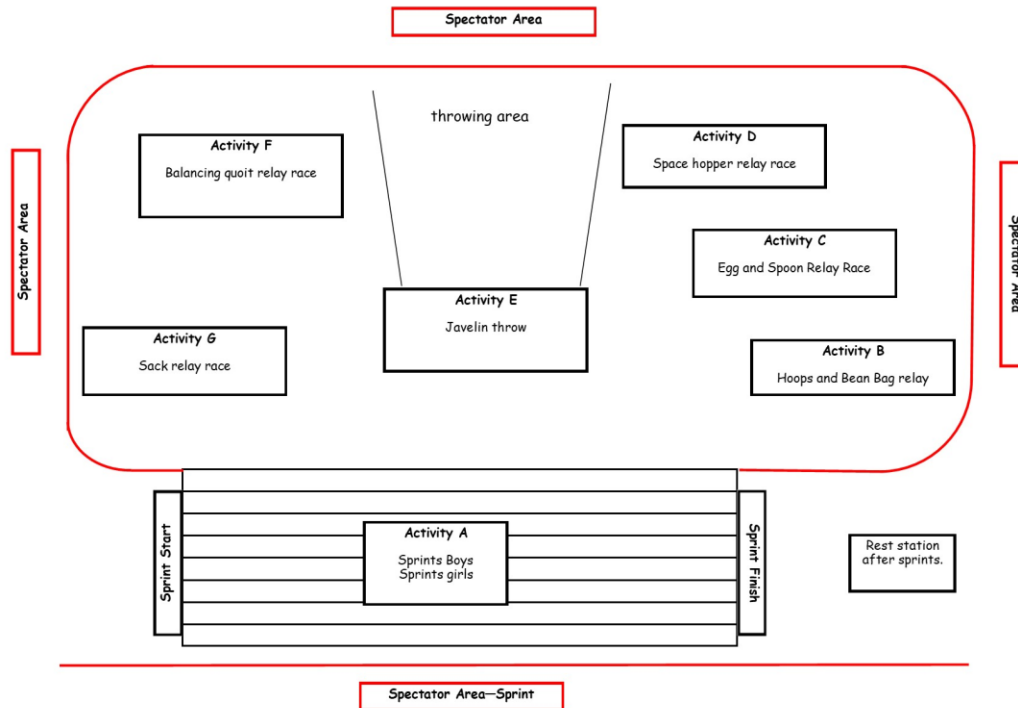 Spectator Area
throwing area
Activity F
Balancing quoit relay race
Activity D
Space hopper relay race
Spectator Area
Spectator Area
Activity C
Egg and Spoon Relay Race
Activity E
Javelin throw
Activity G
Sack relay race
Activity B
Hoops and Bean Bag relay
Sprint Start
Activity A
Sprints Boys
Sprints girls
Sprint Finish
Rest station
after sprints.
Spectator Area—Sprint